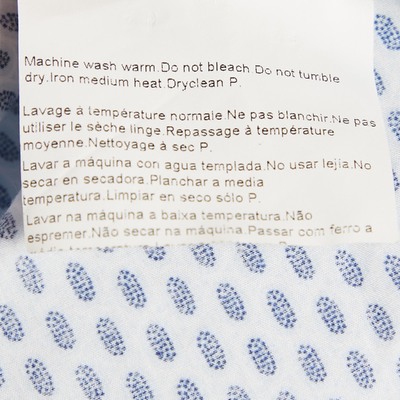 Machine wash warm.Do not bleach.Do not tumble
dry.Iron medium heat.Dryclean P.
Lavage à température normale.Ne pas blanchir.Ne pas
utiliser le sèche linge.Repassage à température
moyenne.Nettoyage à sec P.
Lavar a máquina con agua templada.No usar lejía.No
secar en secadora.Planchar a media
temperatura.Limpiar en seco sólo P.
Lavar na máquina a baixa temperatura.Não
espremer.Não secar na máquina.Passar com ferro a